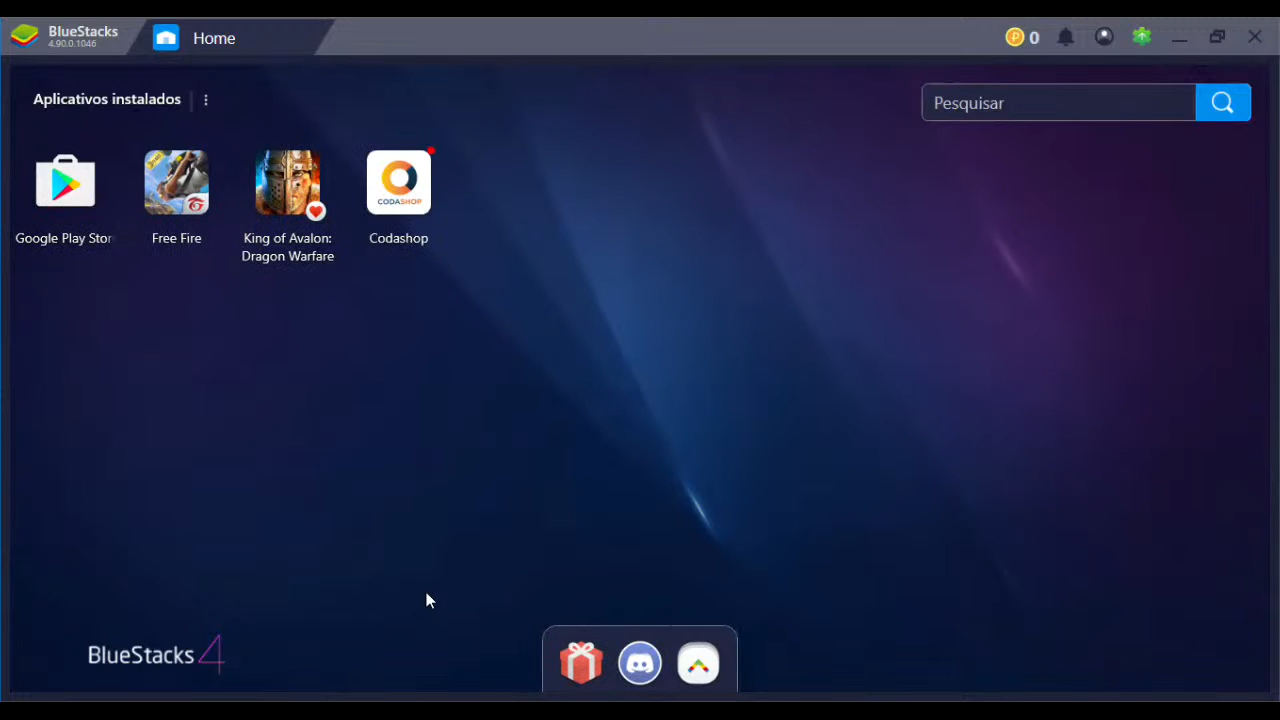 BlueStacks
4.90.0.1046
Home
0
Aplicativos instalados
Pesquisar
CODASHOP
Google Play Stor
Free Fire
King of Avalon:
Dragon Warfare
Codashop
BlueStacks 4